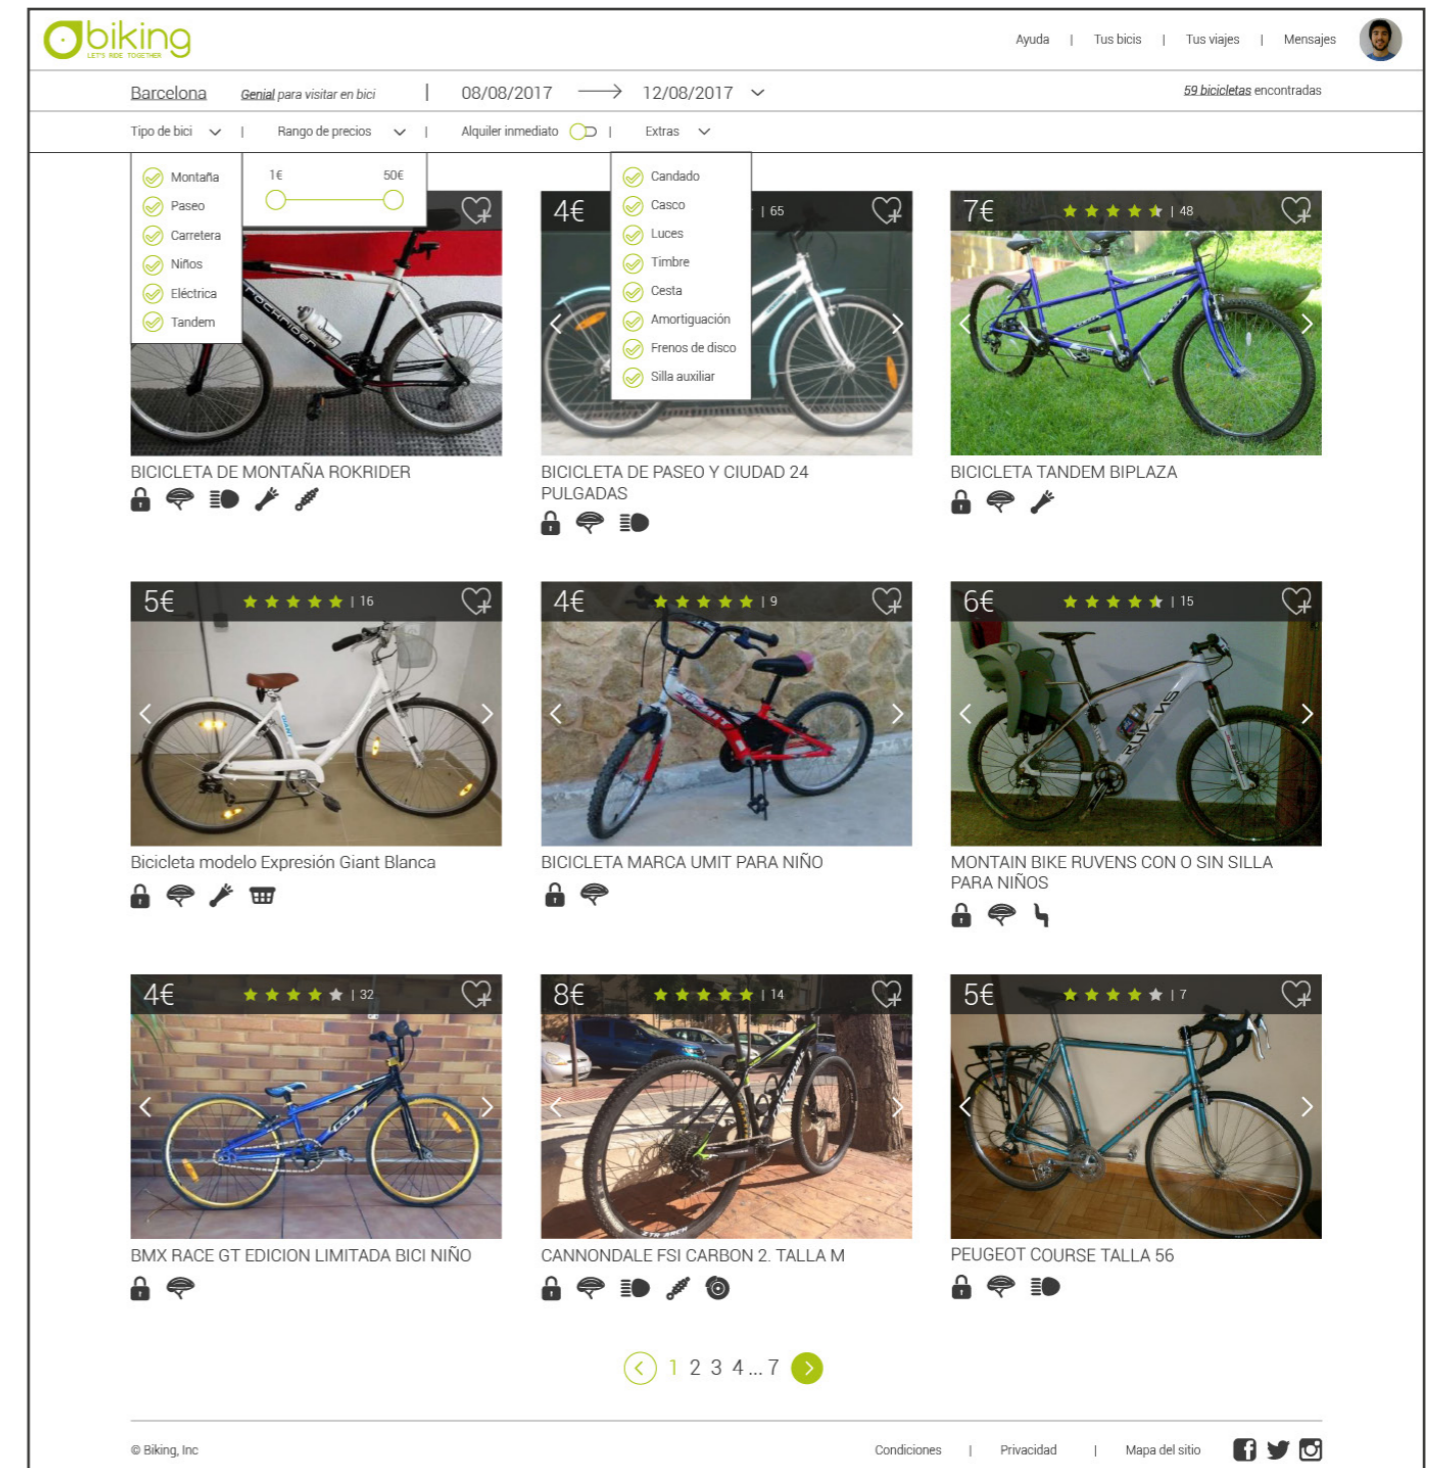 biking
LET'S RIDE TOGETHER
Ayuda | Tus bicis | Tus viajes | Mensajes
Barcelona Genial para visitar en bici | 08/08/2017 12/08/2017 59 bicicletas encontradas
Tipo de bici | Rango de precios | Alquiler inmediato | Extras
Montaña
Paseo
Carretera
Niños
Eléctrica
Tandem
1€ 50€
Candado
Casco
Luces
Timbre
Cesta
Amortiguación
Frenos de disco
Silla auxiliar
ROCKRIDER
4€ | 65
7€ | 48
BICICLETA DE MONTAÑA ROKRIDER
BICICLETA DE PASEO Y CIUDAD 24
PULGADAS
BICICLETA TANDEM BIPLAZA
5€ | 16
4€ | 9
6€ | 15
GIANT
UMIT
RUVENS
Bicicleta modelo Expresión Giant Blanca
BICICLETA MARCA UMIT PARA NIÑO
MONTAIN BIKE RUVENS CON O SIN SILLA
PARA NIÑOS
4€ | 32
8€ | 14
5€ | 7
BMX RACE GT EDICION LIMITADA BICI NIÑO
CANNONDALE FSI CARBON 2. TALLA M
PEUGEOT COURSE TALLA 56
1 2 3 4 ... 7
© Biking, Inc
Condiciones | Privacidad | Mapa del sitio